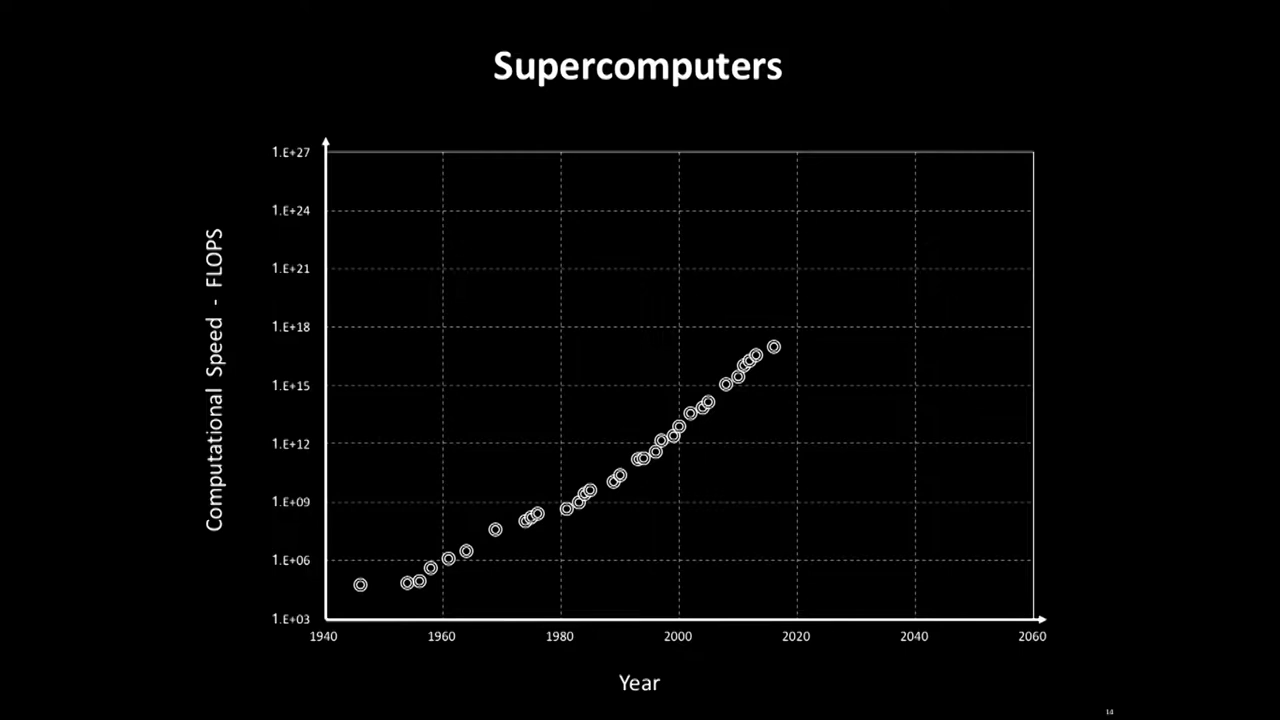 Supercomputers
Computational Speed - FLOPS
1.E+27
1.E+24
1.E+21
1.E+18
1.E+15
1.E+12
1.E+09
1.E+06
1.E+03
1940 1960 1980 2000 2020 2040 2060
Year
14